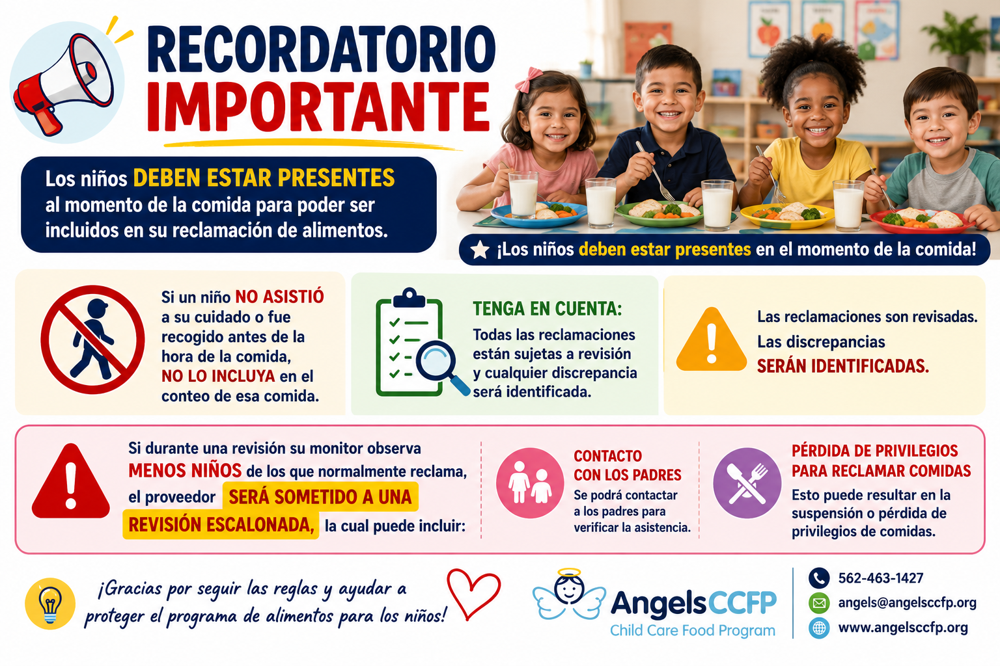 RECORDATORIO
IMPORTANTE
Los niños DEBEN ESTAR PRESENTES
al momento de la comida para poder ser
incluidos en su reclamación de alimentos.
¡Los niños deben estar presentes en el momento de la comida!
Si un niño NO ASISTIÓ
a su cuidado o fue
recogido antes de la
hora de la comida,
NO LO INCLUYA en el
conteo de esa comida.
TENGA EN CUENTA:
Todas las reclamaciones
están sujetas a revisión
y cualquier discrepancia
será identificada.
Las reclamaciones son revisadas.
Las discrepancias
SERÁN IDENTIFICADAS.
Si durante una revisión su monitor observa
MENOS NIÑOS de los que normalmente reclama,
el proveedor SERÁ SOMETIDO A UNA
REVISIÓN ESCALONADA, la cual puede incluir:
CONTACTO
CON LOS PADRES
Se podrá contactar
a los padres para
verificar la asistencia.
PÉRDIDA DE PRIVILEGIOS
PARA RECLAMAR COMIDAS
Esto puede resultar en la
suspensión o pérdida de
privilegios de comidas.
¡Gracias por seguir las reglas y ayudar a
proteger el programa de alimentos para los niños!
AngelsCCFP
Child Care Food Program
562-463-1427
angels@angelsccfp.org
www.angelsccfp.org